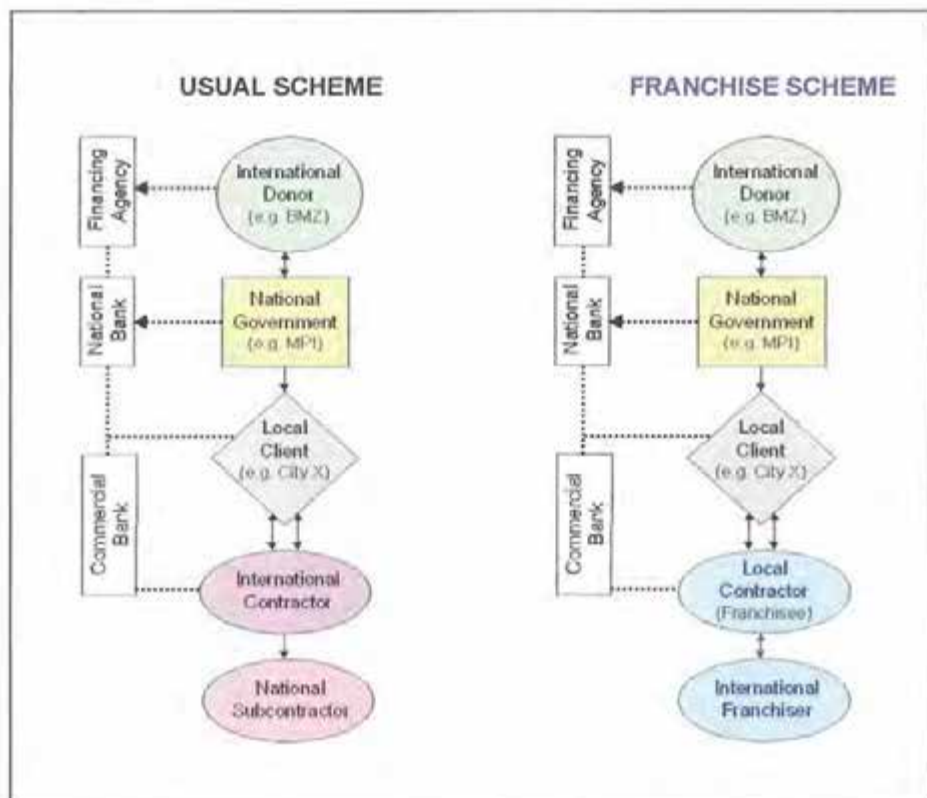 USUAL SCHEME
Financing
Agency
International
Donor
(e.g. BMZ)
National
Bank
National
Government
(e.g. MPI)
Local
Client
(e.g. City X)
Commercial
Bank
International
Contractor
National
Subcontractor
FRANCHISE SCHEME
Financing
Agency
International
Donor
(e.g. BMZ)
National
Bank
National
Government
(e.g. MPI)
Local
Client
(e.g. City X)
Commercial
Bank
Local
Contractor
(Franchisee)
International
Franchiser